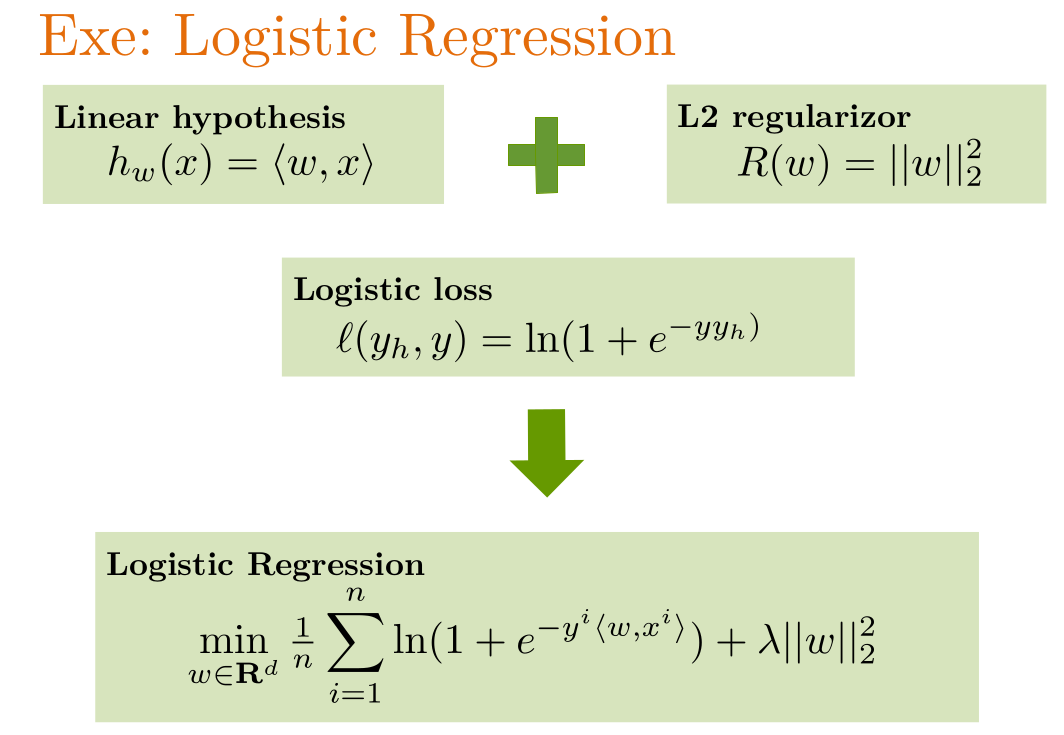 Exe: Logistic Regression
Linear hypothesis
h_w(x) = ⟨w, x⟩
L2 regularizor
R(w) = ||w||_2^2
Logistic loss
ℓ(y_h, y) = ln(1 + e^{−yy_h)}
Logistic Regression
min_{w∈𝐑^d} 1/n ∑_{i=1}^n ln(1 + e^{−y^i⟨w,x^i⟩}) + λ||w||_2^2